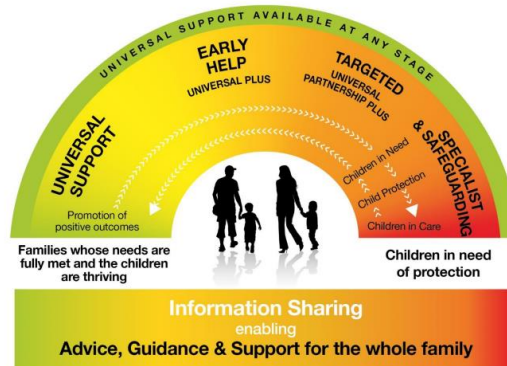 UNIVERSAL SUPPORT AVAILABLE AT ANY STAGE
UNIVERSAL
SUPPORT
Promotion of
positive outcomes
EARLY
HELP
UNIVERSAL PLUS
TARGETED
UNIVERSAL
PARTNERSHIP PLUS
SPECIALIST
& SAFEGUARDING
Children in Need
Child Protection
Children in Care
Families whose needs are
fully met and the children
are thriving
Children in need
of protection
Information Sharing
enabling
Advice, Guidance & Support for the whole family